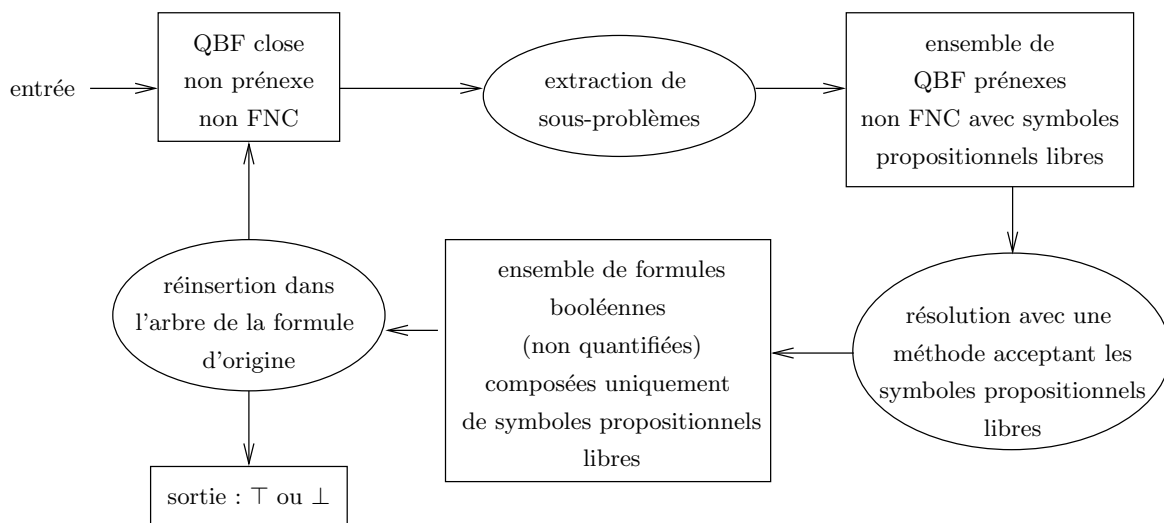 entrée
QBF close
non prénexe
non FNC
extraction de
sous-problèmes
ensemble de
QBF prénexes
non FNC avec symboles
propositionnels libres
résolution avec une
méthode acceptant les
symboles propositionnels
libres
ensemble de formules
booléennes
(non quantifiées)
composées uniquement
de symboles propositionnels
libres
réinsertion dans
l'arbre de la formule
d'origine
sortie : ⊤ ou ⊥